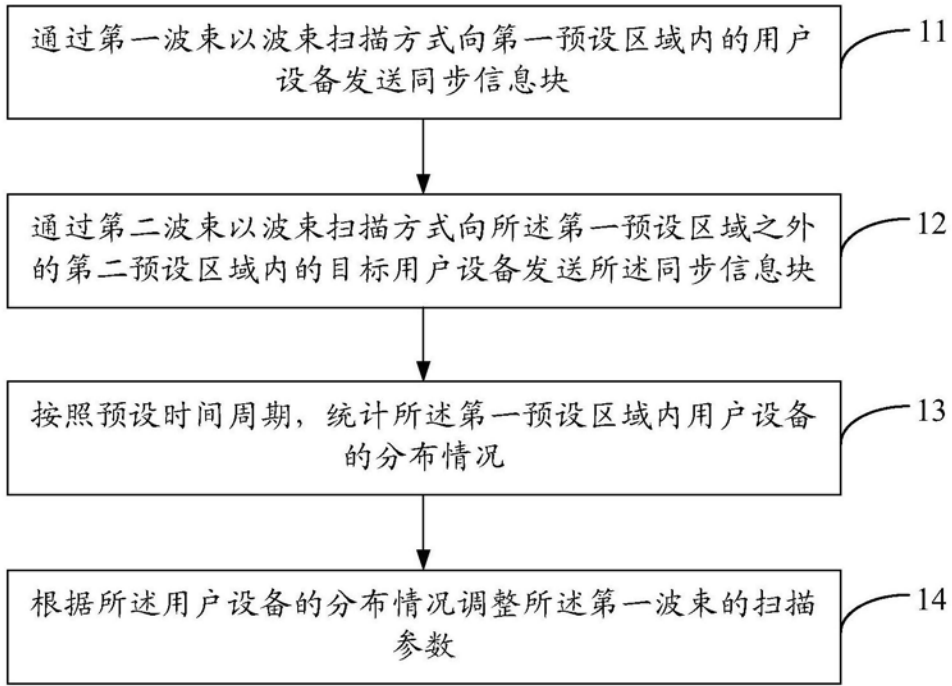 通过第一波束以波束扫描方式向第一预设区域内的用户
设备发送同步信息块
11
通过第二波束以波束扫描方式向所述第一预设区域之外
的第二预设区域内的目标用户设备发送所述同步信息块
12
按照预设时间周期，统计所述第一预设区域内用户设备
的分布情况
13
根据所述用户设备的分布情况调整所述第一波束的扫描
参数
14